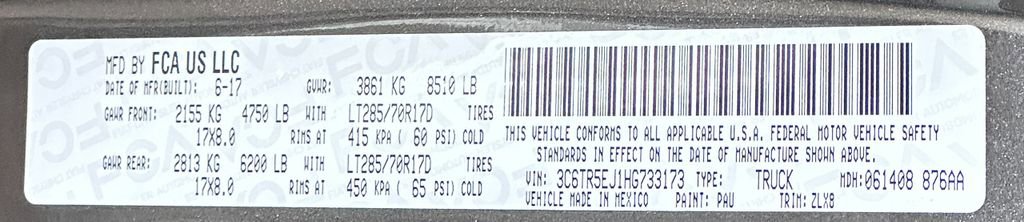 MFD BY FCA US LLC
DATE OF MFR(BUILT): 6-17 GVWR: 3861 KG 8510 LB
GAWR FRONT: 2155 KG 4750 LB WITH LT285/70R17D TIRES
17X8.0 RIMS AT 415 KPA ( 60 PSI) COLD
GAWR REAR: 2813 KG 6200 LB WITH LT285/70R17D TIRES
17X8.0 RIMS AT 450 KPA ( 65 PSI) COLD
THIS VEHICLE CONFORMS TO ALL APPLICABLE U.S.A. FEDERAL MOTOR VEHICLE SAFETY
STANDARDS IN EFFECT ON THE DATE OF MANUFACTURE SHOWN ABOVE.
VIN: 3C6TR5EJ1HG733173 TYPE: TRUCK MDH:061408 876AA
VEHICLE MADE IN MEXICO PAINT: PAU TRIM: ZLX8